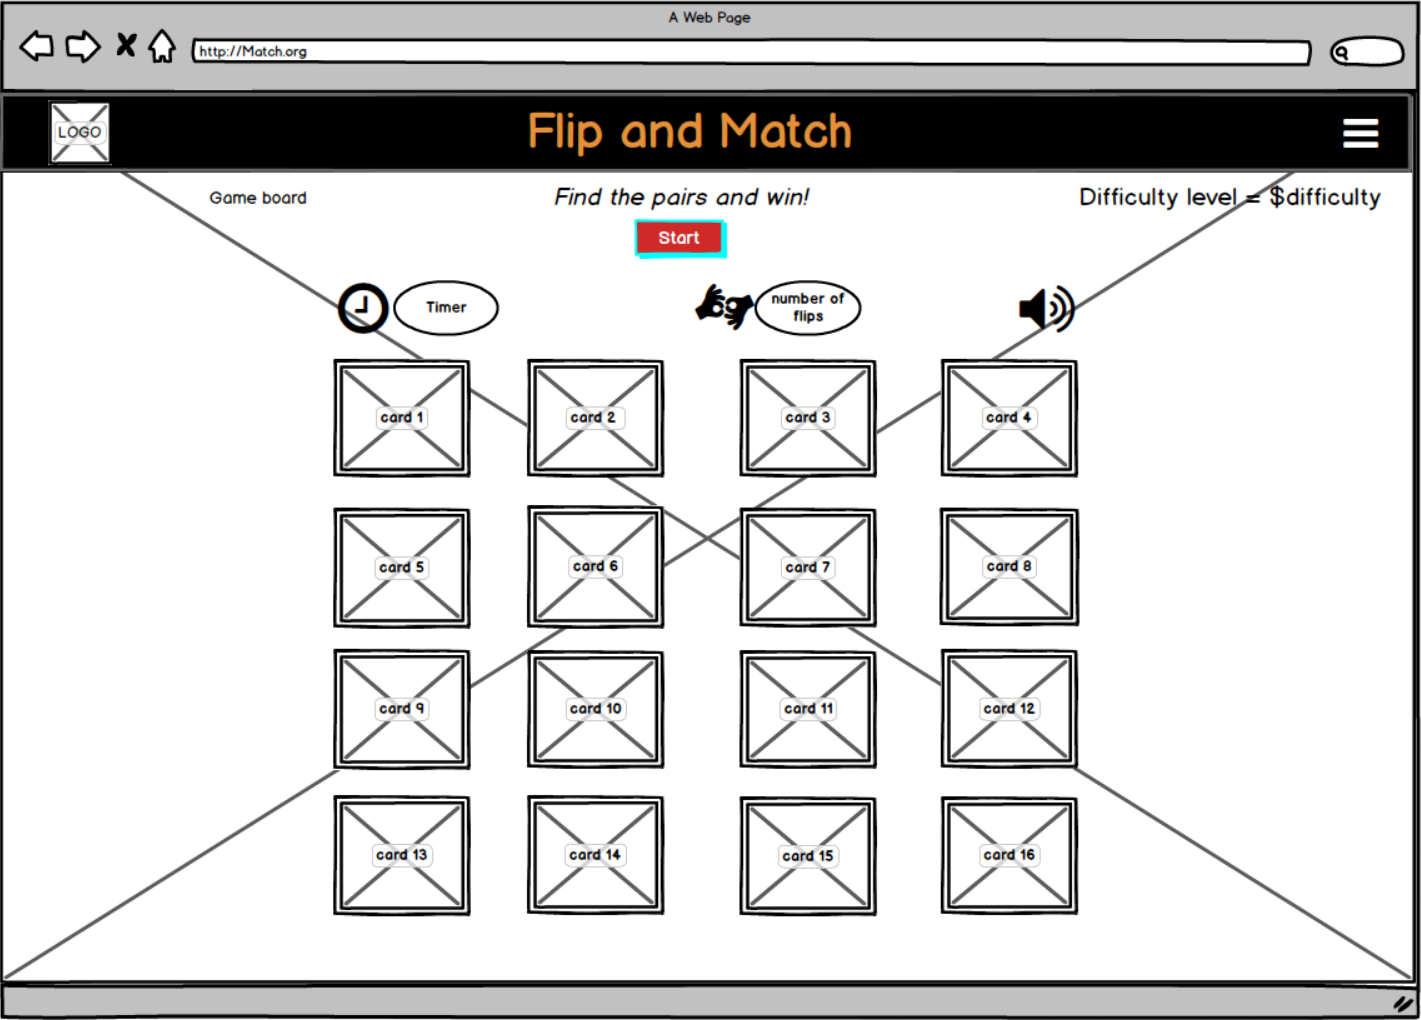 A Web Page
http://Match.org
LOGO
Flip and Match
Game board
Find the pairs and win!
Difficulty level = $difficulty
Start
Timer
number of
flips
card 1
card 2
card 3
card 4
card 5
card 6
card 7
card 8
card 9
card 10
card 11
card 12
card 13
card 14
card 15
card 16